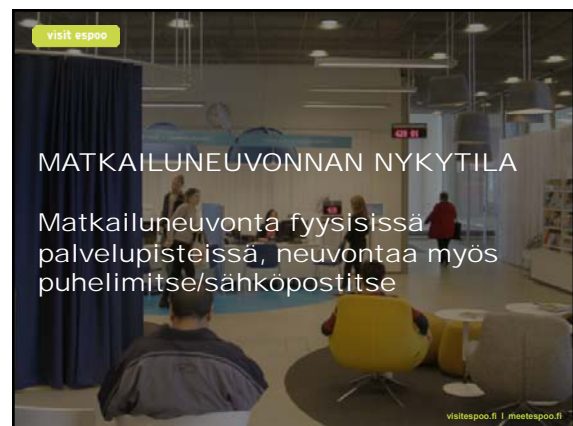 visit espoo
MATKAILUNEUVONNAN NYKYTILA
Matkailuneuvonta fyysisissä
palvelupisteissä, neuvontaa myös
puhelimitse/sähköpostitse
visitespoo.fi I meetespoo.fi